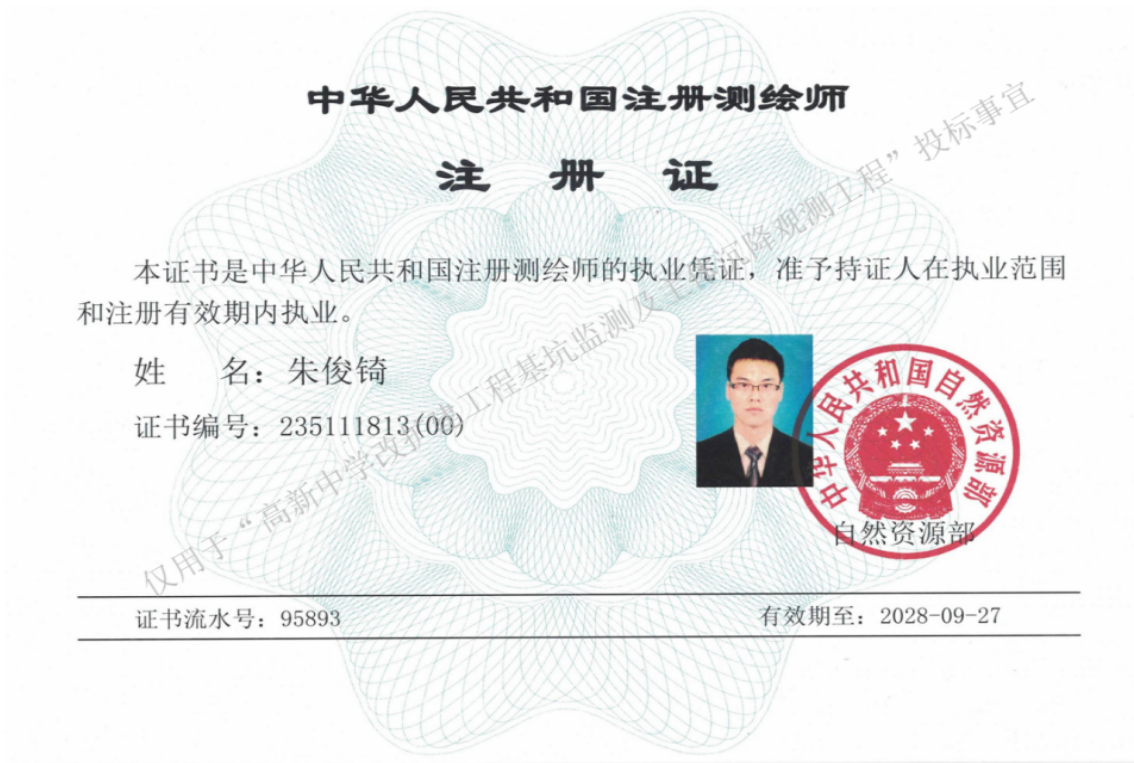 中华人民共和国注册测绘师
注 册 证
本证书是中华人民共和国注册测绘师的执业凭证，准予持证人在执业范围
和注册有效期内执业。
姓 名：朱俊锜
证书编号：235111813(00)
中华人民共和国自然资源部
自然资源部
证书流水号：95893
有效期至：2028-09-27
仅用于“高新中学改 工程基坑监测及 沉降观测工程”投标事宜